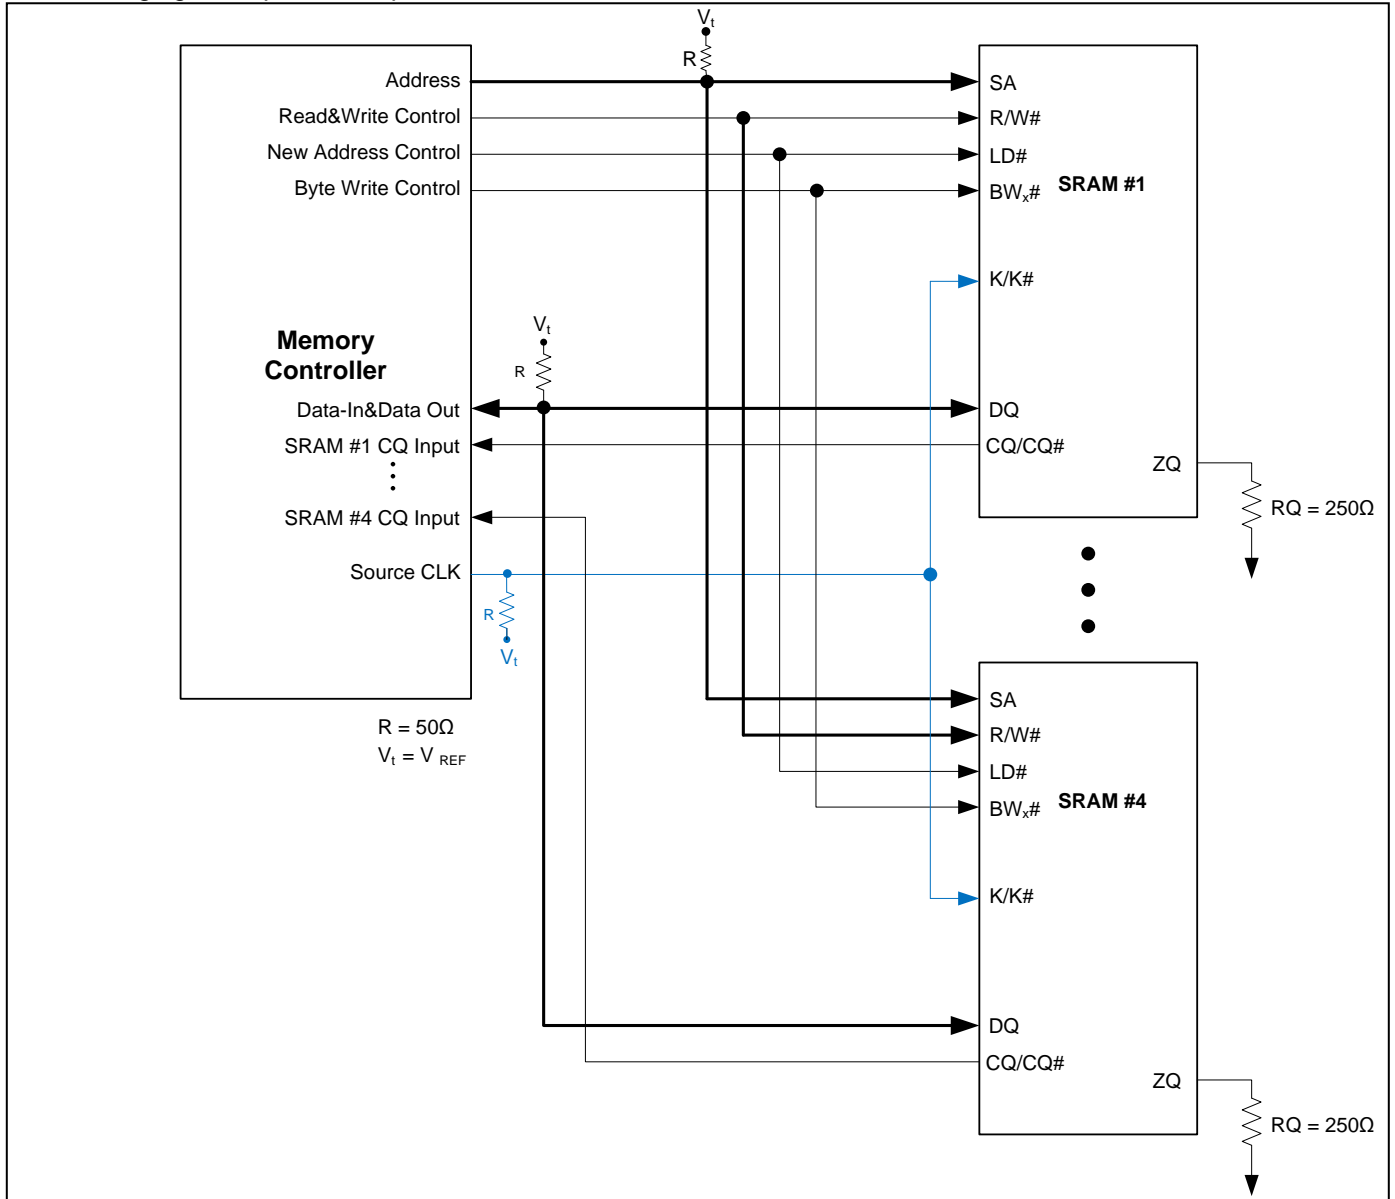 Vt
R
Address
Read&Write Control
New Address Control
Byte Write Control
SA
R/W#
LD#
BWx#
SRAM #1
K/K#
Vt
R
Memory
Controller
Data-In&Data Out
SRAM #1 CQ Input
SRAM #4 CQ Input
Source CLK
DQ
CQ/CQ#
ZQ
RQ = 250Ω
R
Vt
R = 50Ω
Vt = V REF
SA
R/W#
LD#
BWx#
SRAM #4
K/K#
DQ
CQ/CQ#
ZQ
RQ = 250Ω